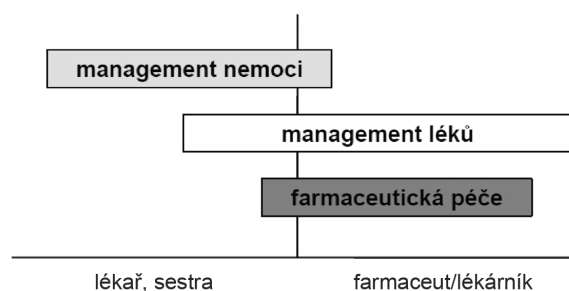 management nemoci
management léků
farmaceutická péče
lékař, sestra
farmaceut/lékárník